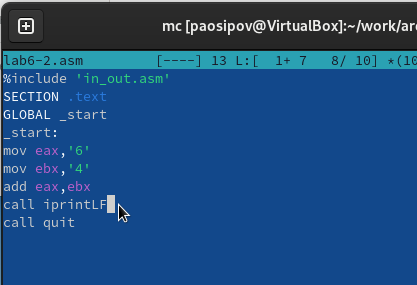 mc [paosipov@VirtualBox]:~/work/ar
lab6-2.asm [----] 13 L:[ 1+ 7 8/ 10] *(10
%include 'in_out.asm'
SECTION .text
GLOBAL _start
_start:
mov eax,'6'
mov ebx,'4'
add eax,ebx
call iprintLF
call quit